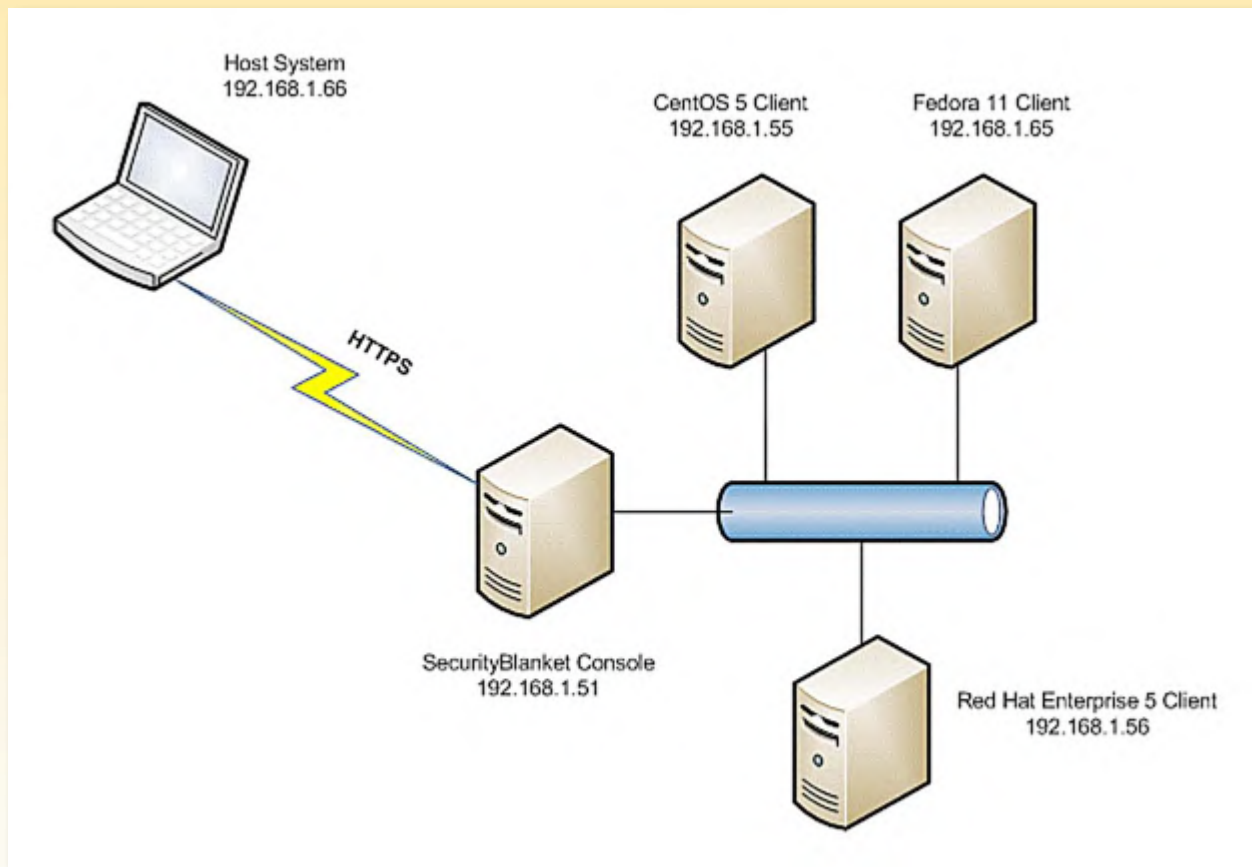 Host System
192.168.1.66
CentOS 5 Client
192.168.1.55
Fedora 11 Client
192.168.1.65
HTTPS
SecurityBlanket Console
192.168.1.51
Red Hat Enterprise 5 Client
192.168.1.56